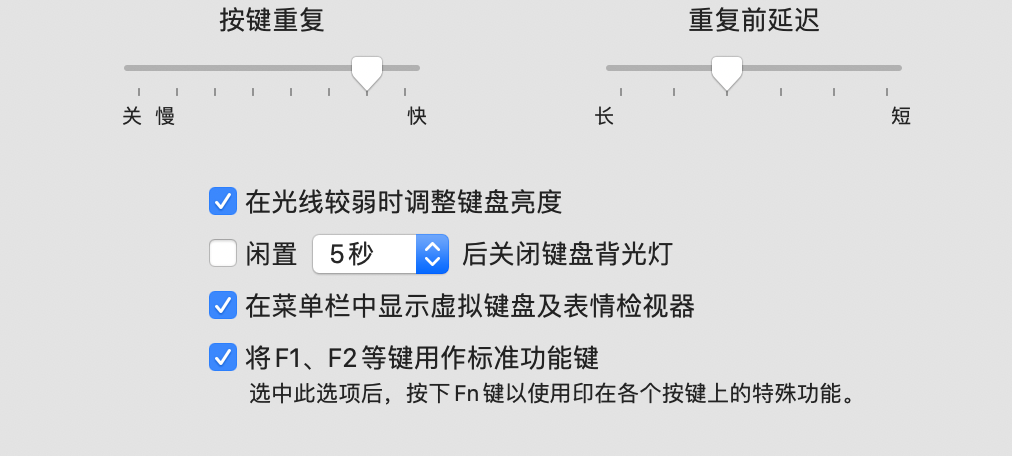 按键重复 重复前延迟
关 慢 快 长 短
在光线较弱时调整键盘亮度
闲置 5秒 后关闭键盘背光灯
在菜单栏中显示虚拟键盘及表情检视器
将 F1、F2 等键用作标准功能键
选中此选项后，按下 Fn 键以使用印在各个按键上的特殊功能。